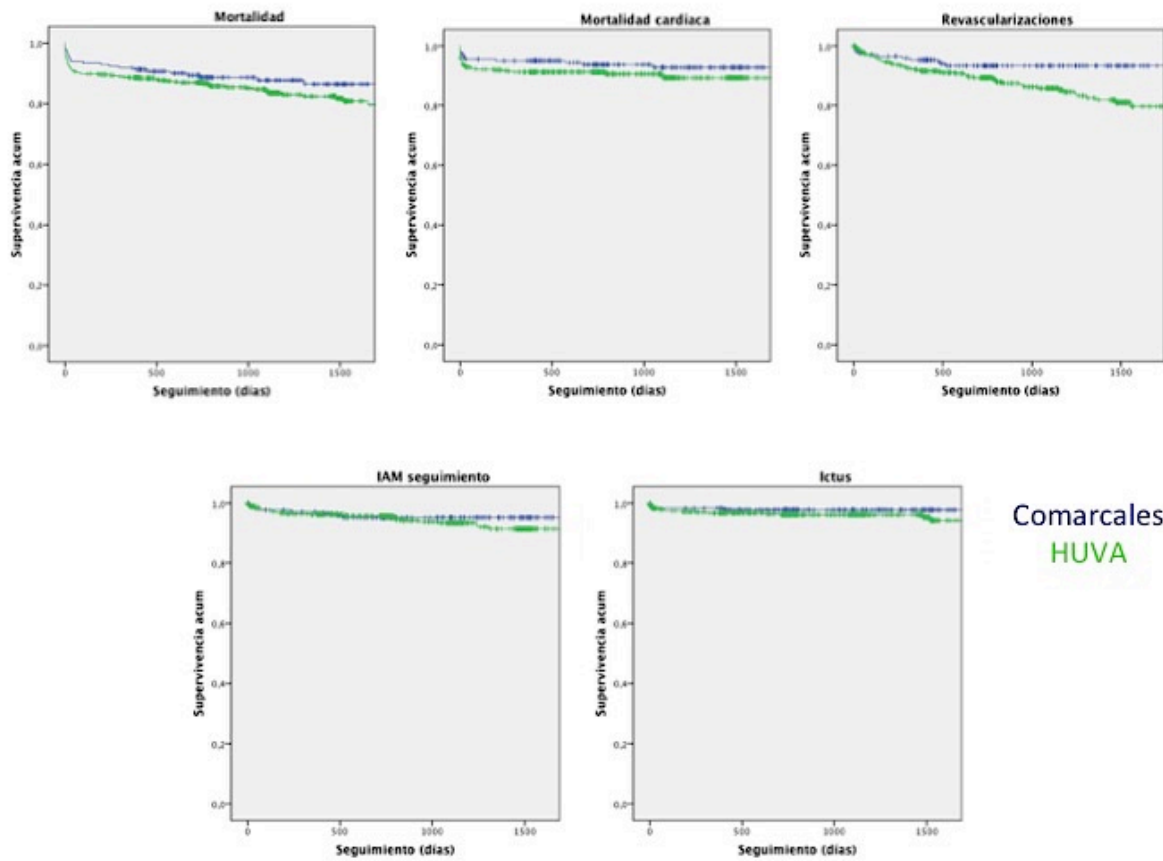 Mortalidad
1,0
0,8
0,6
0,4
0,2
0,0
Supervivencia acum
0 500 1000 1500
Seguimiento (días)
Mortalidad cardiaca
1,0
0,8
0,6
0,4
0,2
0,0
Supervivencia acum
0 500 1000 1500
Seguimiento (días)
Revascularizaciones
1,0
0,8
0,6
0,4
0,2
0,0
Supervivencia acum
0 500 1000 1500
Seguimiento (días)
IAM seguimiento
1,0
0,8
0,6
0,4
0,2
0,0
Supervivencia acum
0 500 1000 1500
Seguimiento (días)
Ictus
1,0
0,8
0,6
0,4
0,2
0,0
Supervivencia acum
0 500 1000 1500
Seguimiento (días)
Comarcales
HUVA